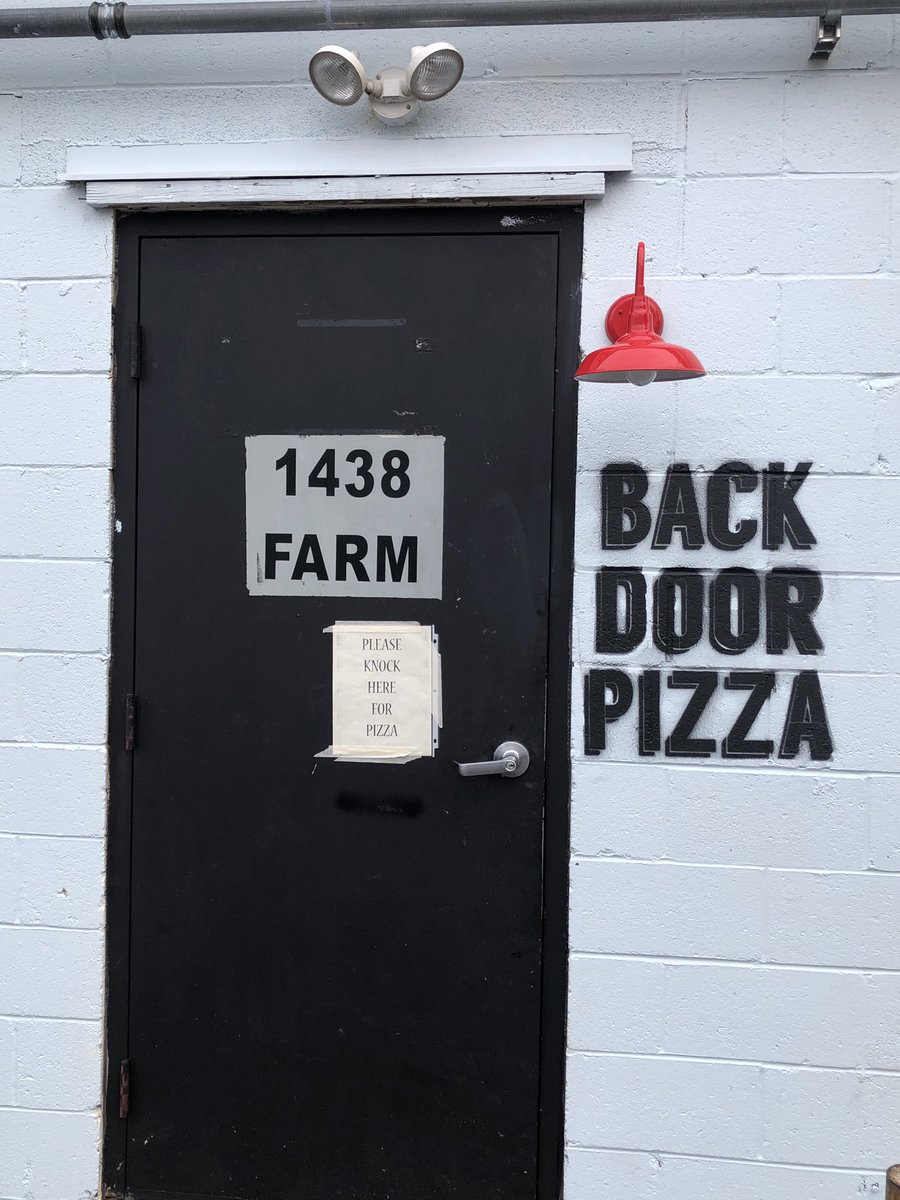 1438
FARM
PLEASE
KNOCK
HERE
FOR
PIZZA
BACK
DOOR
PIZZA